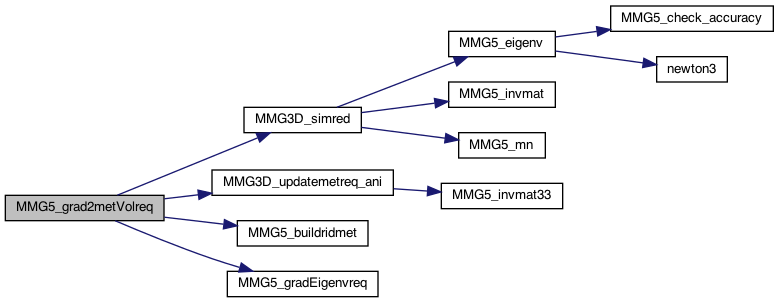 MMG5_check_accuracy
MMG5_eigenv
newton3
MMG5_invmat
MMG3D_simred
MMG5_mn
MMG3D_updatemetreq_ani
MMG5_invmat33
MMG5_grad2metVolreq
MMG5_buildridmet
MMG5_gradEigenvreq